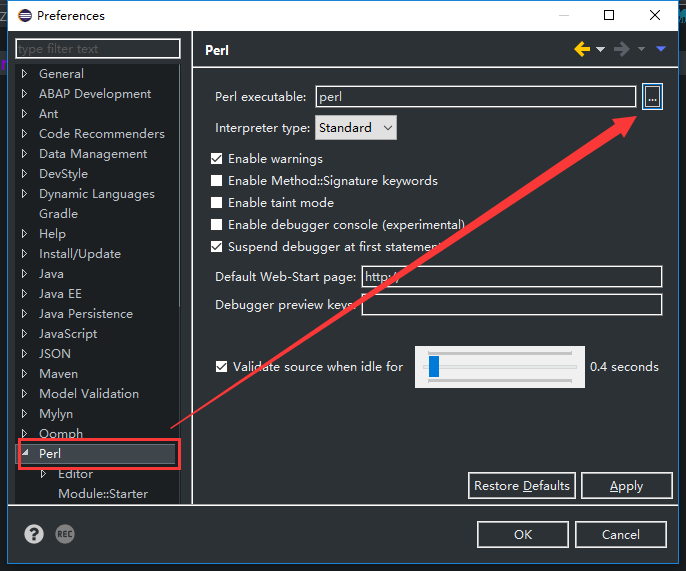 Preferences
type filter text
General
ABAP Development
Ant
Code Recommenders
Data Management
DevStyle
Dynamic Languages
Gradle
Help
Install/Update
Java
Java EE
Java Persistence
JavaScript
JSON
Maven
Model Validation
Mylyn
Oomph
Perl
Editor
Module::Starter
Perl
Perl executable: perl ...
Interpreter type: Standard
Enable warnings
Enable Method::Signature keywords
Enable taint mode
Enable debugger console (experimental)
Suspend debugger at first statement
Default Web-Start page: http://
Debugger preview keys:
Validate source when idle for 0.4 seconds
Restore Defaults Apply
? REC OK Cancel